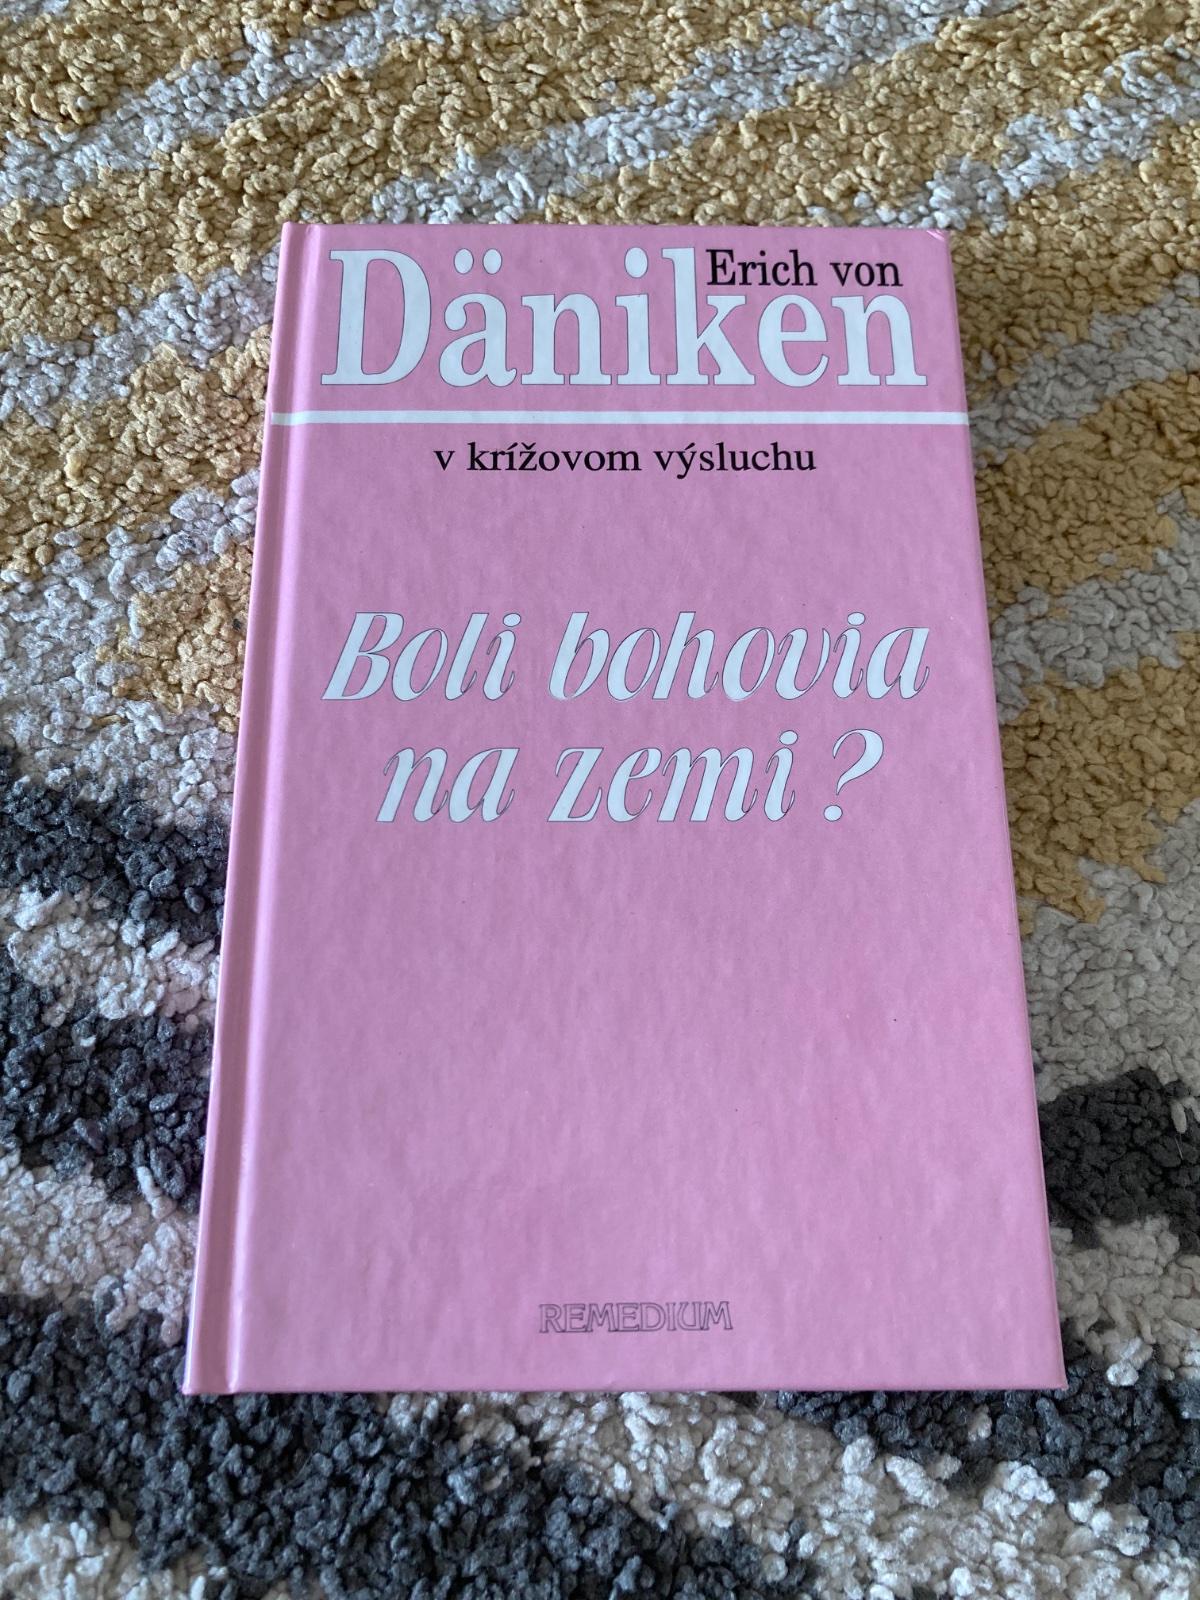 Erich von
Däniken
v krížovom výsluchu
Boli bohovia
na zemi?
REMEDIUM